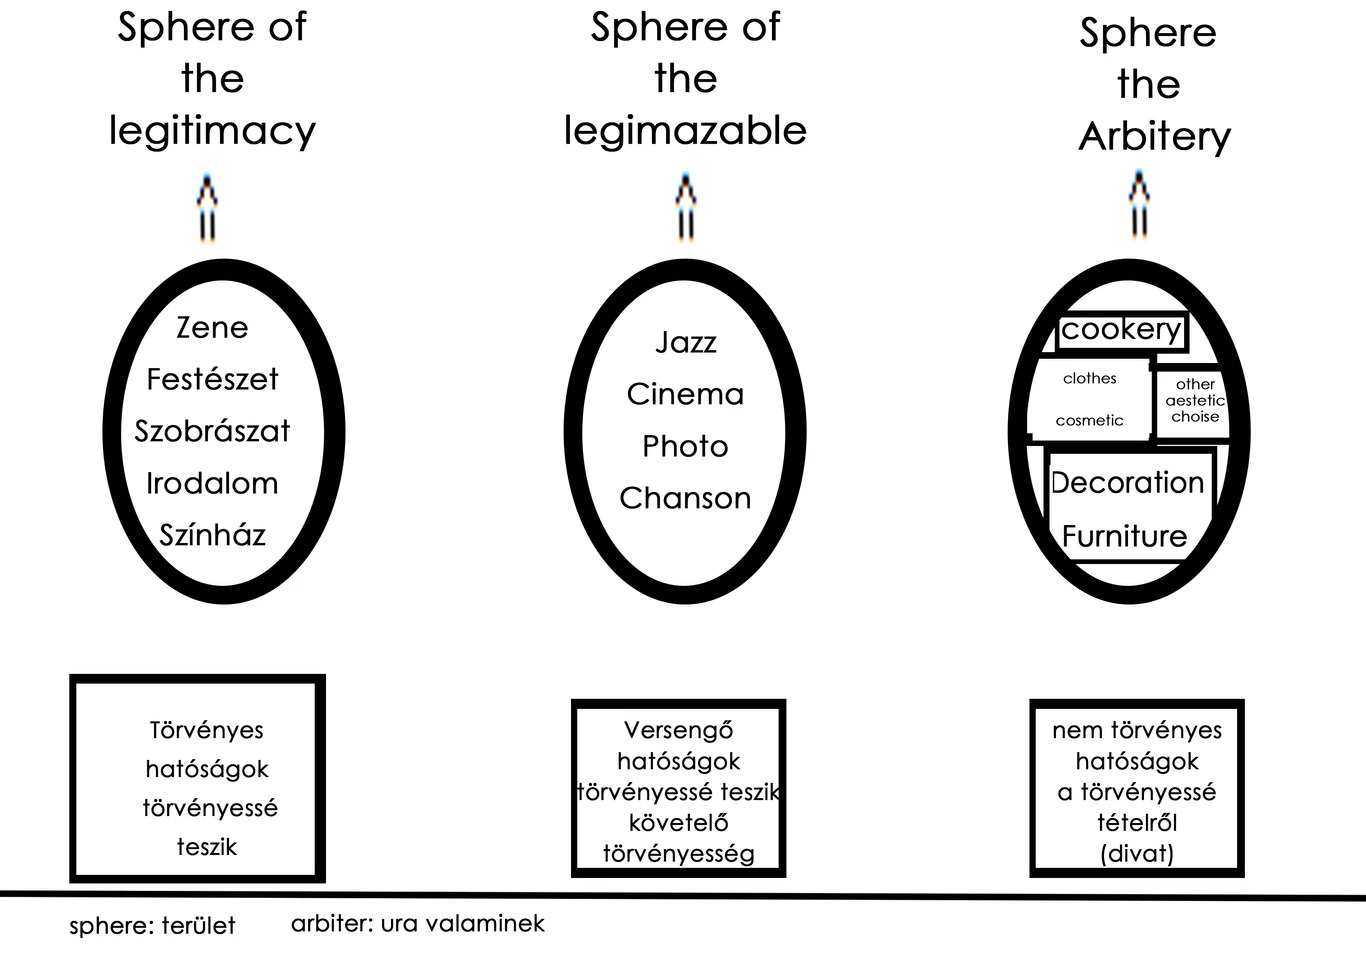 Sphere of
the
legitimacy
Zene
Festészet
Szobrászat
Irodalom
Színház
Törvényes
hatóságok
törvényessé
teszik
Sphere of
the
legimazable
Jazz
Cinema
Photo
Chanson
Versengő
hatóságok
törvényessé teszik
követelő
törvényesség
Sphere
the
Arbitery
cookery
clothes
cosmetic
other
aestetic
choise
Decoration
Furniture
nem törvényes
hatóságok
a törvényessé
tételről
(divat)
sphere: terület
arbiter: ura valaminek